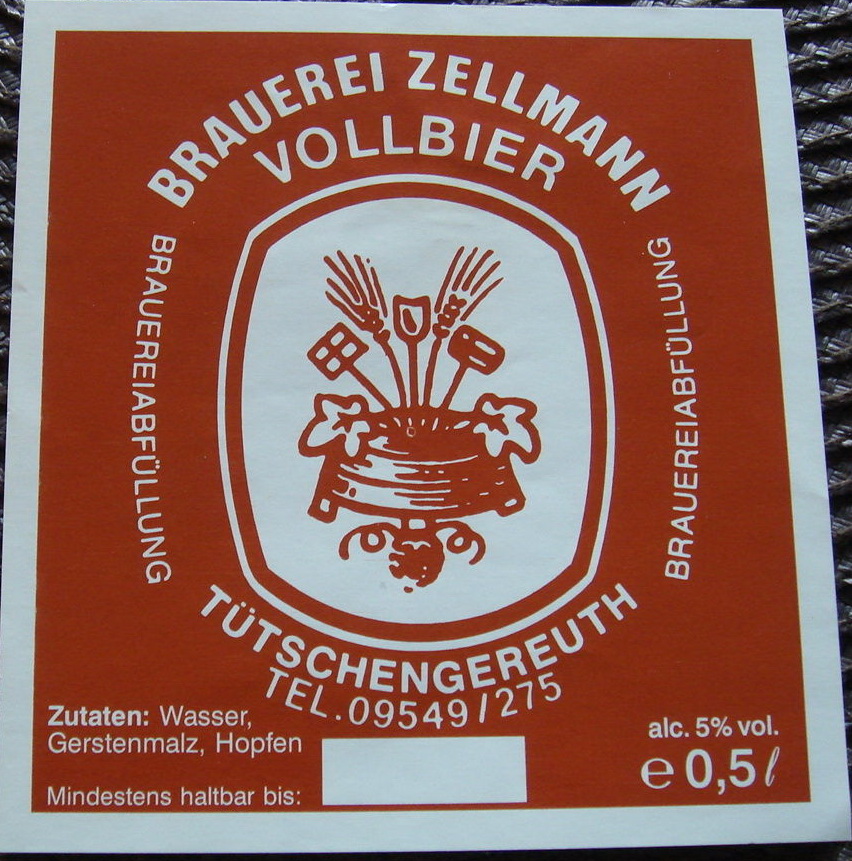 BRAUEREI ZELLMANN
VOLLBIER
BRAUEREIABFÜLLUNG
BRAUEREIABFÜLLUNG
TÜTSCHENGEREUTH
TEL. 09549/275
Zutaten: Wasser,
Gerstenmalz, Hopfen
Mindestens haltbar bis:
alc. 5% vol.
e 0,5 l